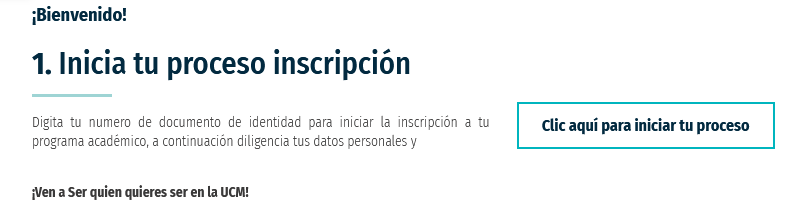 ¡Bienvenido!
1. Inicia tu proceso inscripción
Digita tu numero de documento de identidad para iniciar la inscripción a tu
programa académico, a continuación diligencia tus datos personales y
Clic aquí para iniciar tu proceso
¡Ven a Ser quien quieres ser en la UCM!